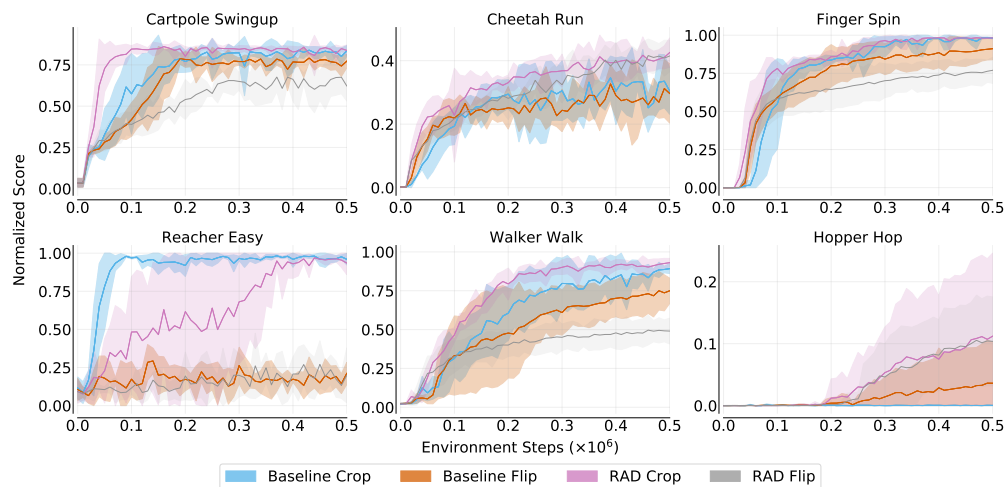 Cartpole Swingup
Cheetah Run
Finger Spin
0.75
0.50
0.25
0.00
0.0 0.1 0.2 0.3 0.4 0.5
0.4
0.2
0.0
0.0 0.1 0.2 0.3 0.4 0.5
1.00
0.75
0.50
0.25
0.00
0.0 0.1 0.2 0.3 0.4 0.5
Normalized Score
Reacher Easy
Walker Walk
Hopper Hop
1.00
0.75
0.50
0.25
0.00
0.0 0.1 0.2 0.3 0.4 0.5
1.00
0.75
0.50
0.25
0.00
0.0 0.1 0.2 0.3 0.4 0.5
0.2
0.1
0.0
0.0 0.1 0.2 0.3 0.4 0.5
Environment Steps (×10⁶)
Baseline Crop Baseline Flip RAD Crop RAD Flip